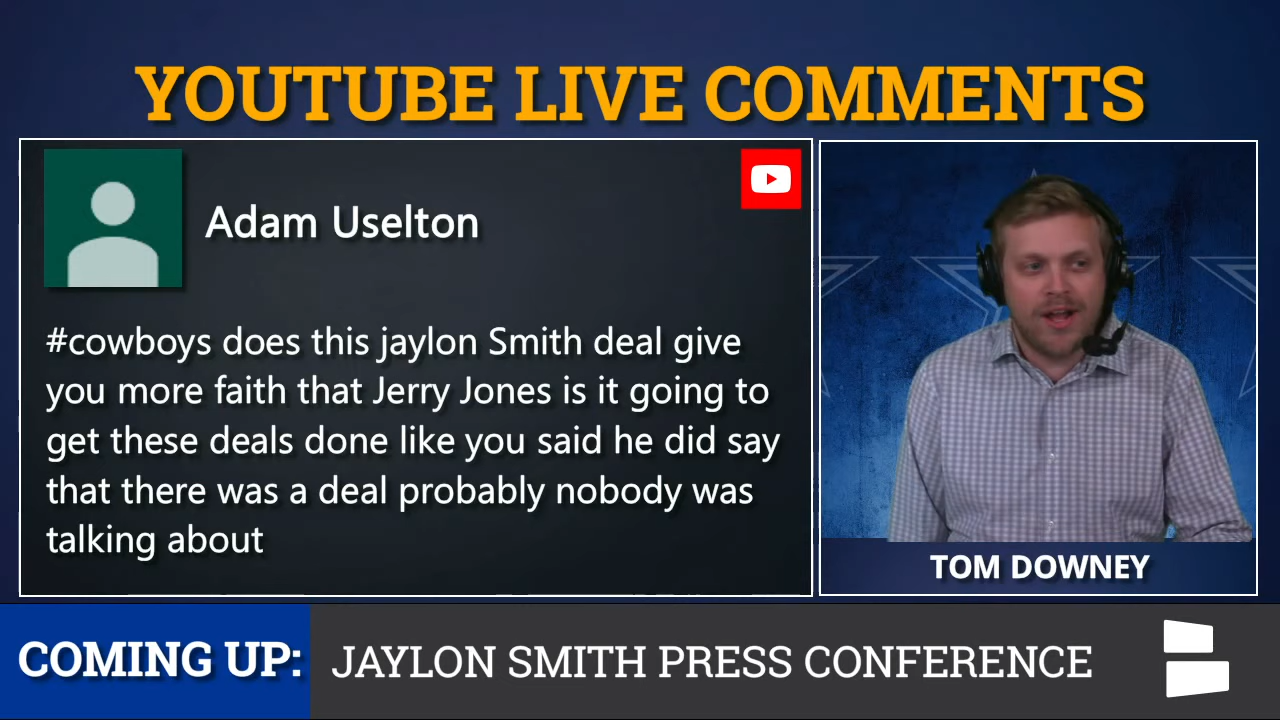 YOUTUBE LIVE COMMENTS
Adam Uselton
#cowboys does this jaylon Smith deal give
you more faith that Jerry Jones is it going to
get these deals done like you said he did say
that there was a deal probably nobody was
talking about
TOM DOWNEY
COMING UP: JAYLON SMITH PRESS CONFERENCE